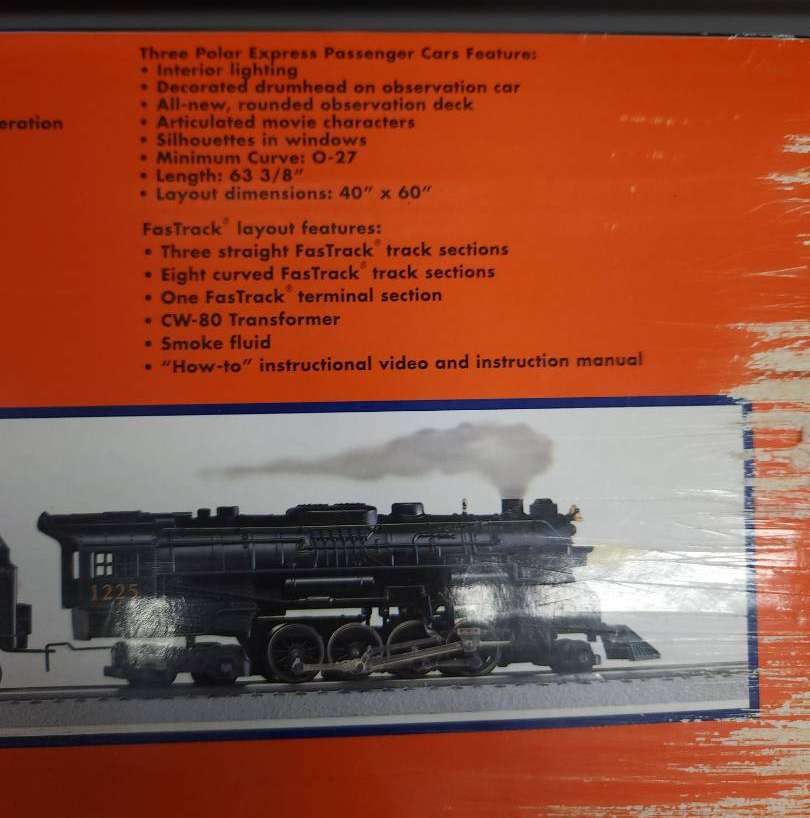 Three Polar Express Passenger Cars Feature:
• Interior lighting
• Decorated drumhead on observation car
• All-new, rounded observation deck
eration
• Articulated movie characters
• Silhouettes in windows
• Minimum Curve: O-27
• Length: 63 3/8"
• Layout dimensions: 40" x 60"
FasTrack® layout features:
• Three straight FasTrack® track sections
• Eight curved FasTrack® track sections
• One FasTrack® terminal section
• CW-80 Transformer
• Smoke fluid
• "How-to" instructional video and instruction manual
1225